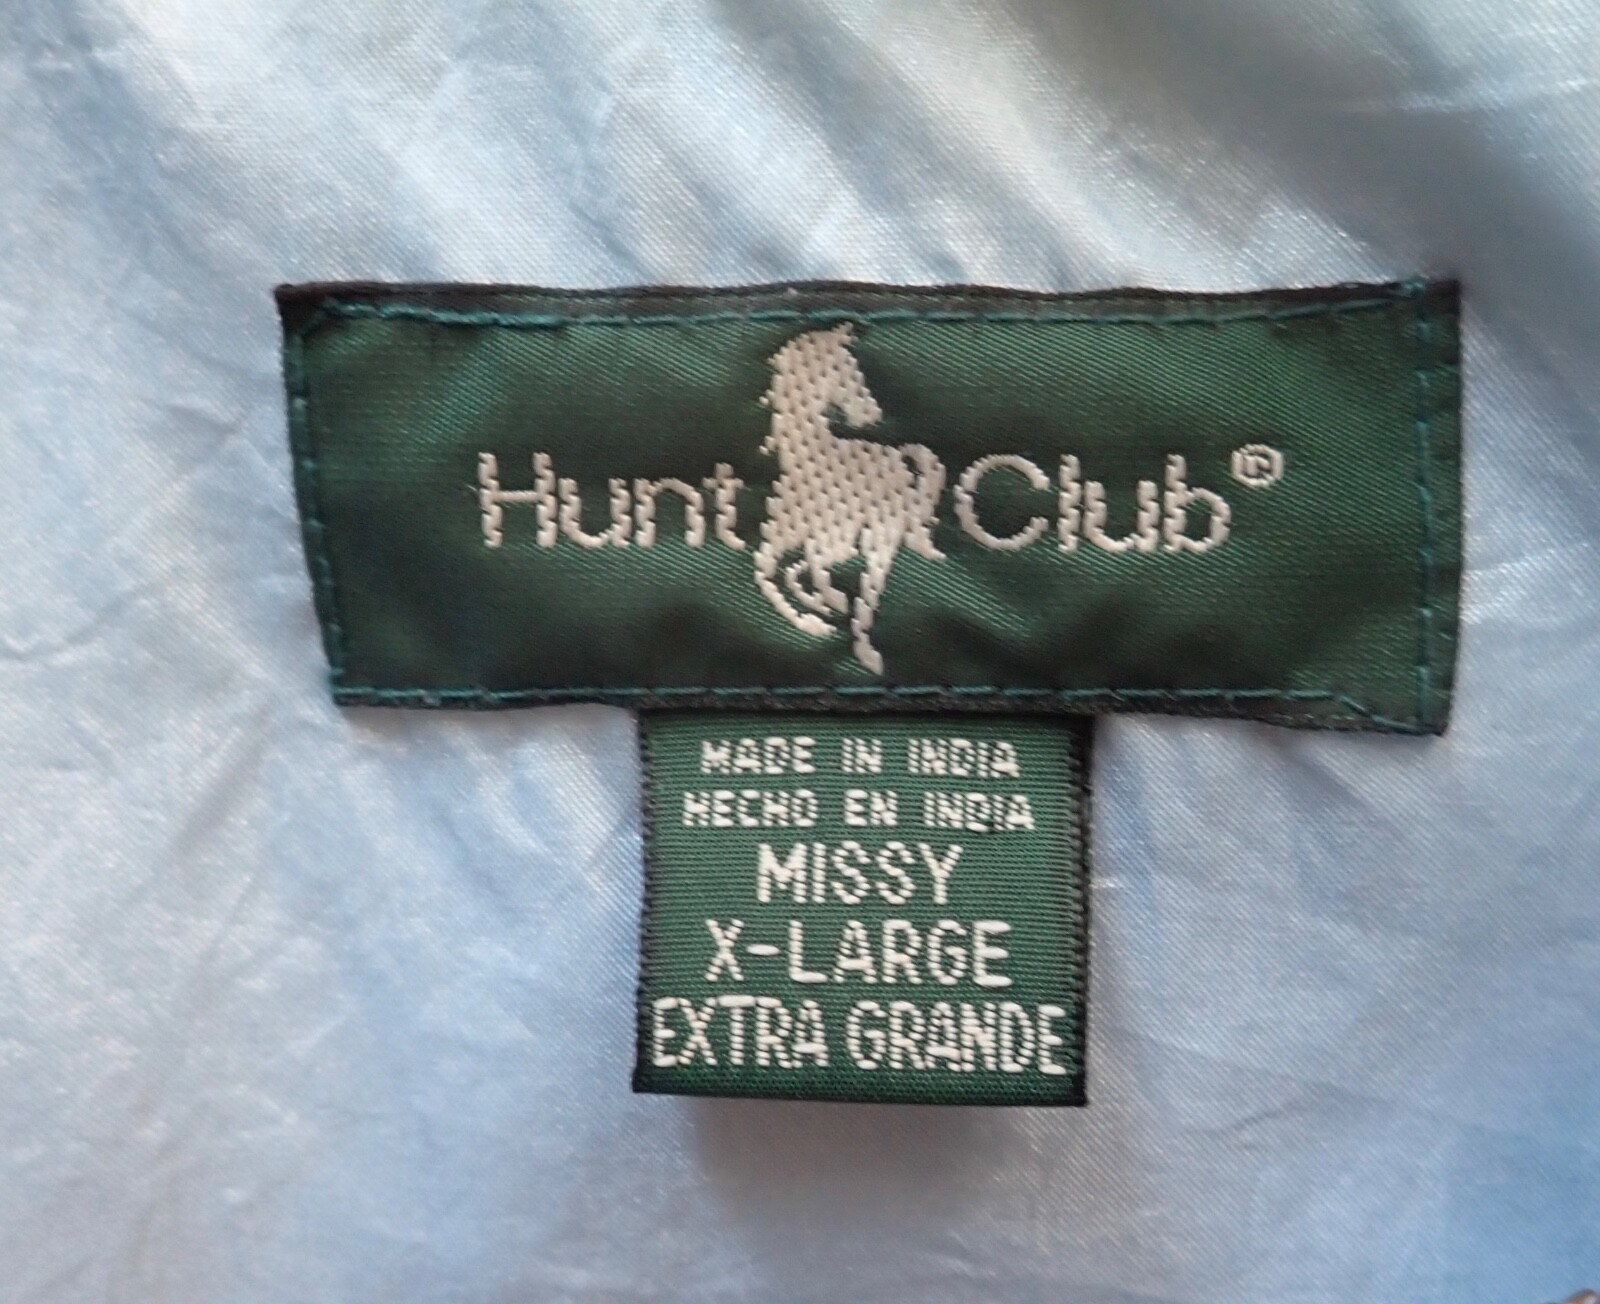 Hunt Club®
MADE IN INDIA
HECHO EN INDIA
MISSY
X-LARGE
EXTRA GRANDE